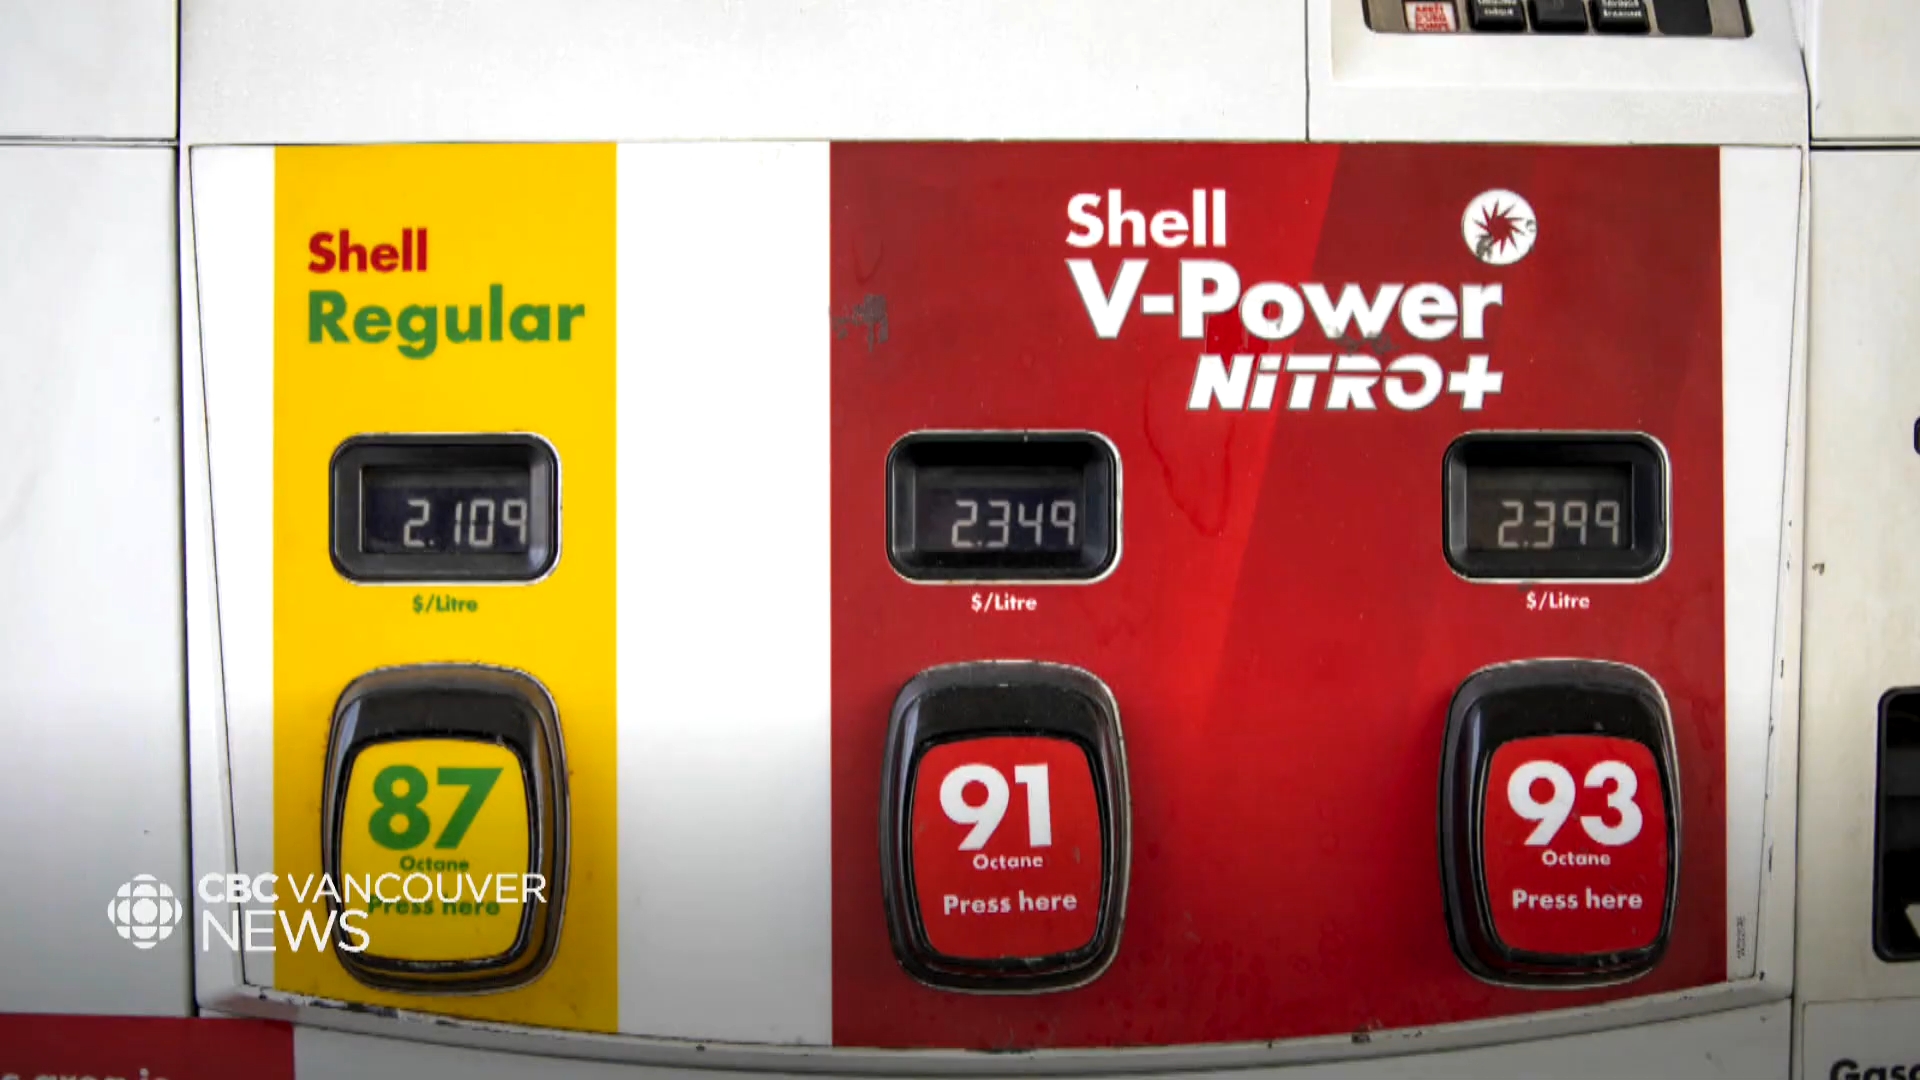 Shell
Regular
Shell
V-Power
NiTRO+
2.109
2.349
2.399
$/Litre
$/Litre
$/Litre
87
Octane
Press here
91
Octane
Press here
93
Octane
Press here
CBC VANCOUVER
NEWS